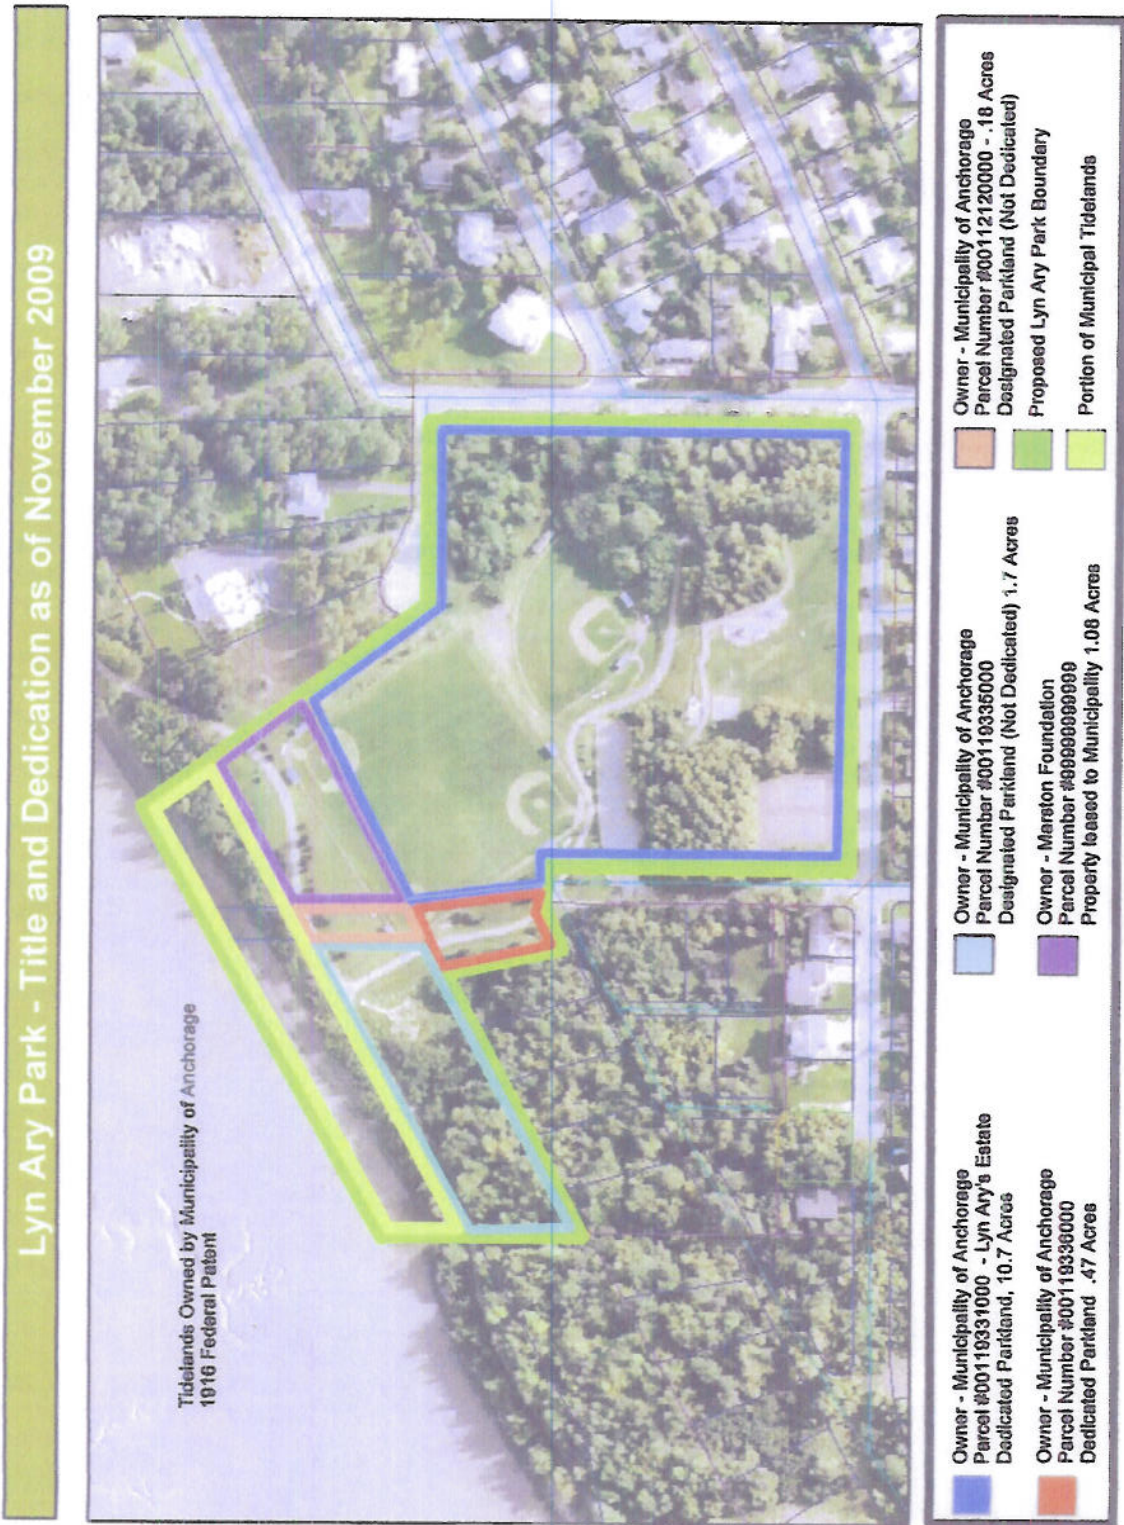 Lyn Ary Park - Title and Dedication as of November 2009
Tidelands Owned by Municipality of Anchorage
1916 Federal Patent
Owner - Municipality of Anchorage
Parcel #00119331000 - Lyn Ary's Estate
Dedicated Parkland, 10.7 Acres
Owner - Municipality of Anchorage
Parcel Number #00119336000
Dedicated Parkland .47 Acres
Owner - Municipality of Anchorage
Parcel Number #00119335000
Designated Parkland (Not Dedicated) 1.7 Acres
Owner - Marston Foundation
Parcel Number #99999999999
Property leased to Municipality 1.08 Acres
Owner - Municipality of Anchorage
Parcel Number #00112120000 - .18 Acres
Designated Parkland (Not Dedicated)
Proposed Lyn Ary Park Boundary
Portion of Municipal Tidelands